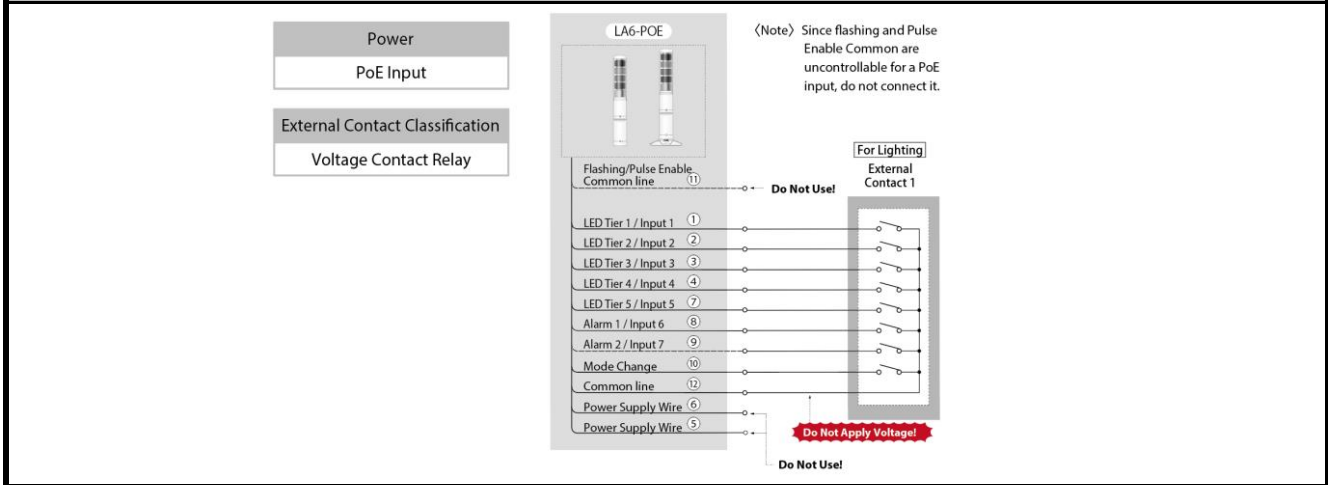 Power
PoE Input
External Contact Classification
Voltage Contact Relay
LA6-POE
〈Note〉 Since flashing and Pulse
Enable Common are
uncontrollable for a PoE
input, do not connect it.
For Lighting
External
Contact 1
Flashing/Pulse Enable
Common line ⑪
Do Not Use!
LED Tier 1 / Input 1 ①
LED Tier 2 / Input 2 ②
LED Tier 3 / Input 3 ③
LED Tier 4 / Input 4 ④
LED Tier 5 / Input 5 ⑦
Alarm 1 / Input 6 ⑧
Alarm 2 / Input 7 ⑨
Mode Change ⑩
Common line ⑫
Power Supply Wire ⑥
Power Supply Wire ⑤
Do Not Apply Voltage!
Do Not Use!